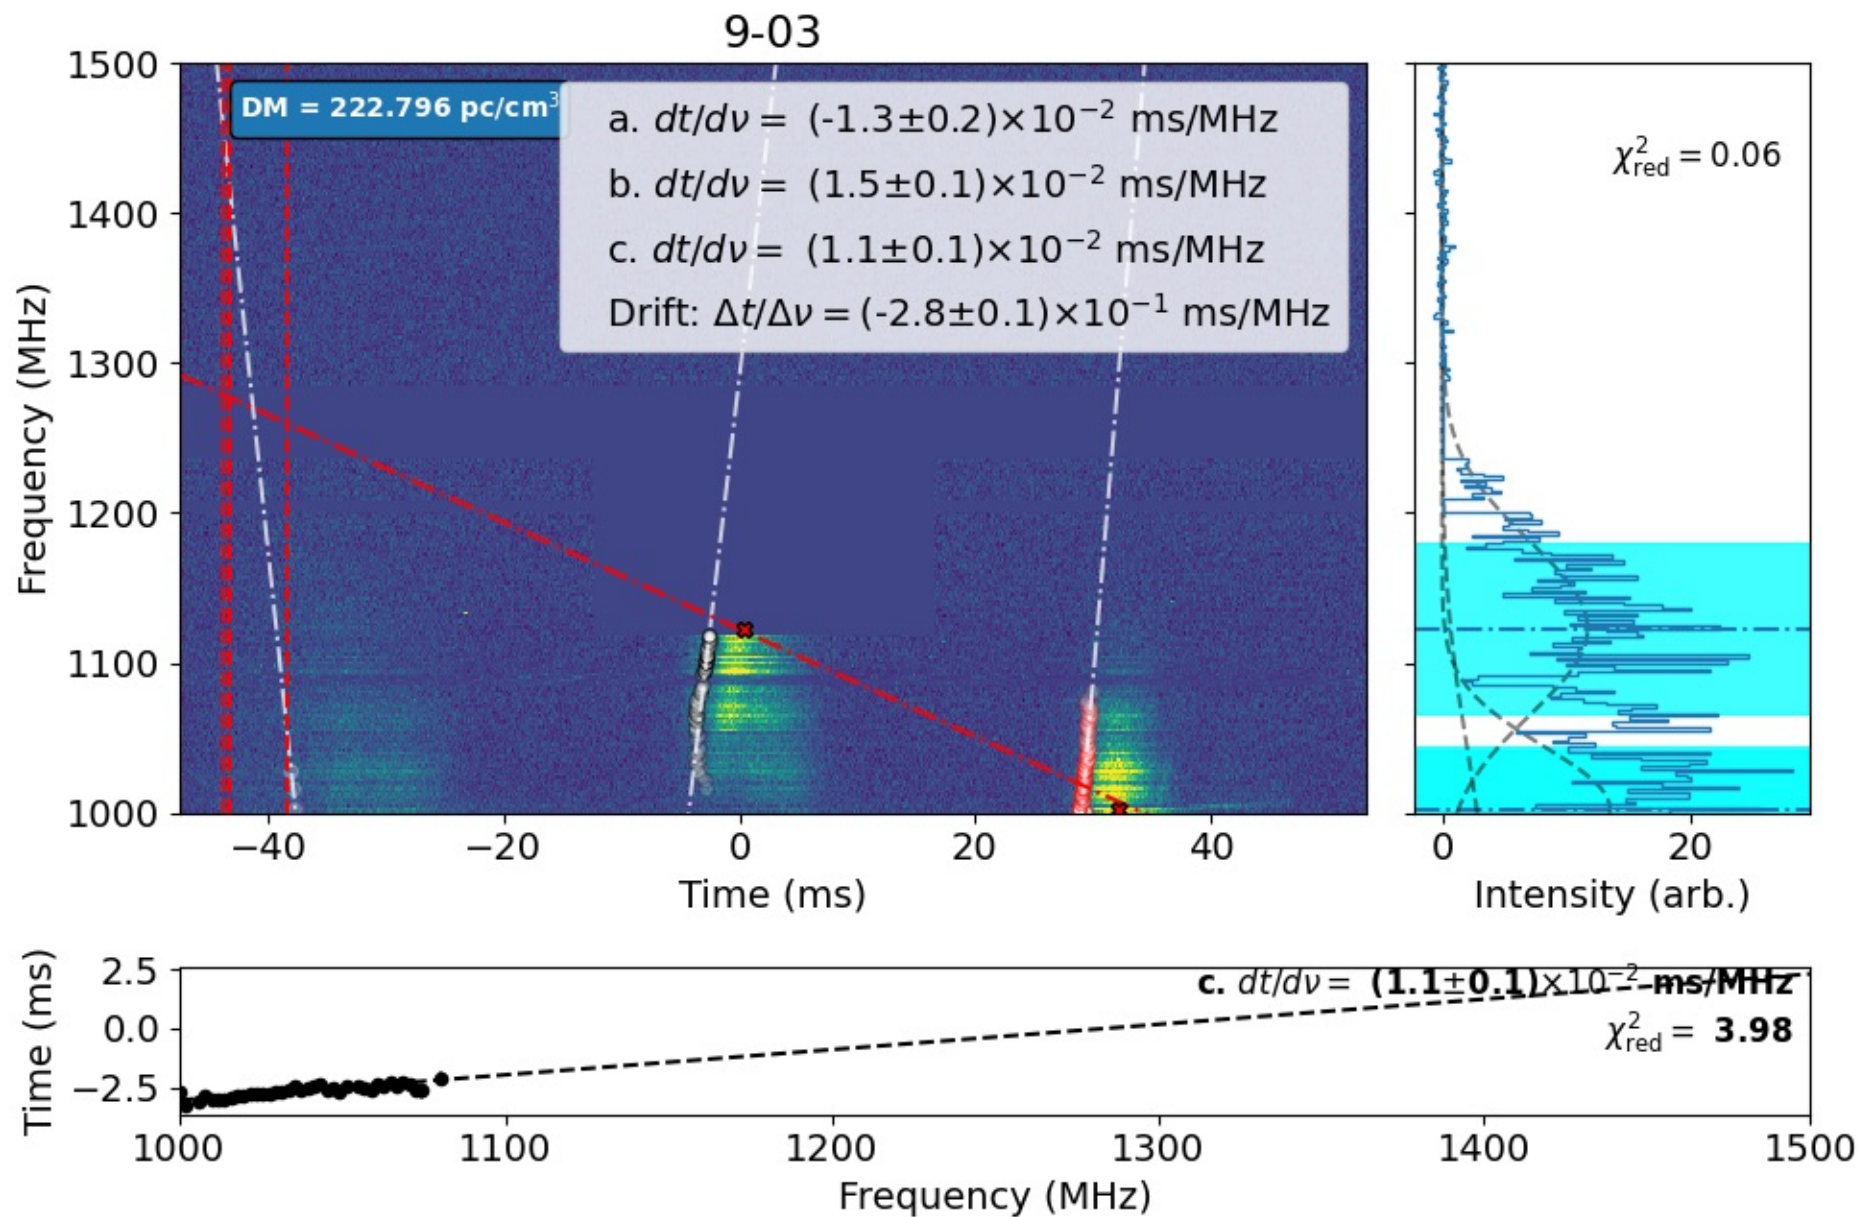 9-03
1500
1400
1300
1200
1100
1000
Frequency (MHz)
DM = 222.796 pc/cm³
a. dt/dν = (-1.3±0.2)×10⁻² ms/MHz
b. dt/dν = (1.5±0.1)×10⁻² ms/MHz
c. dt/dν = (1.1±0.1)×10⁻² ms/MHz
Drift: Δt/Δν = (-2.8±0.1)×10⁻¹ ms/MHz
−40 −20 0 20 40
Time (ms)
χ²_red = 0.06
0 20
Intensity (arb.)
2.5
0.0
−2.5
Time (ms)
c. dt/dν = (1.1±0.1)×10⁻² ms/MHz
χ²_red = 3.98
1000 1100 1200 1300 1400 1500
Frequency (MHz)